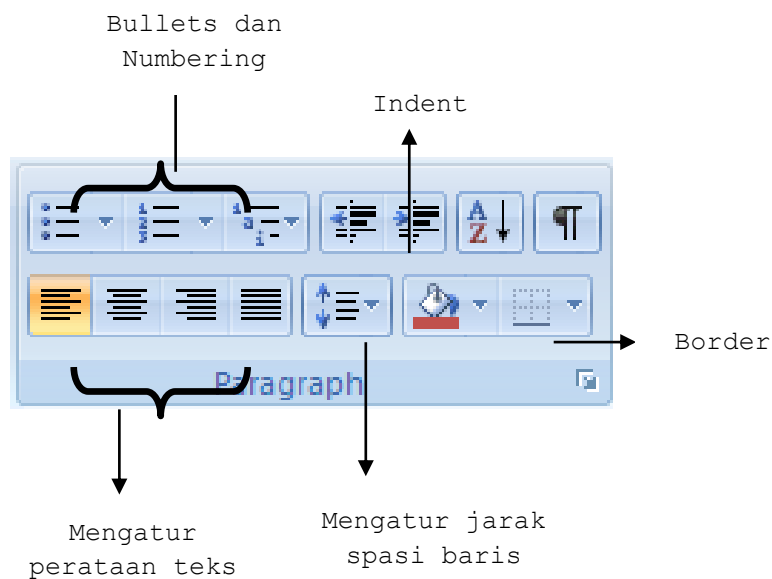 Bullets dan
Numbering
Indent
Border
Paragraph
Mengatur
perataan teks
Mengatur jarak
spasi baris